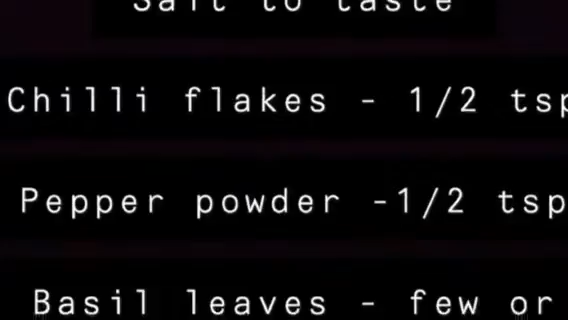 Salt to taste
Chilli flakes - 1/2 tsp
Pepper powder -1/2 tsp
Basil leaves - few or